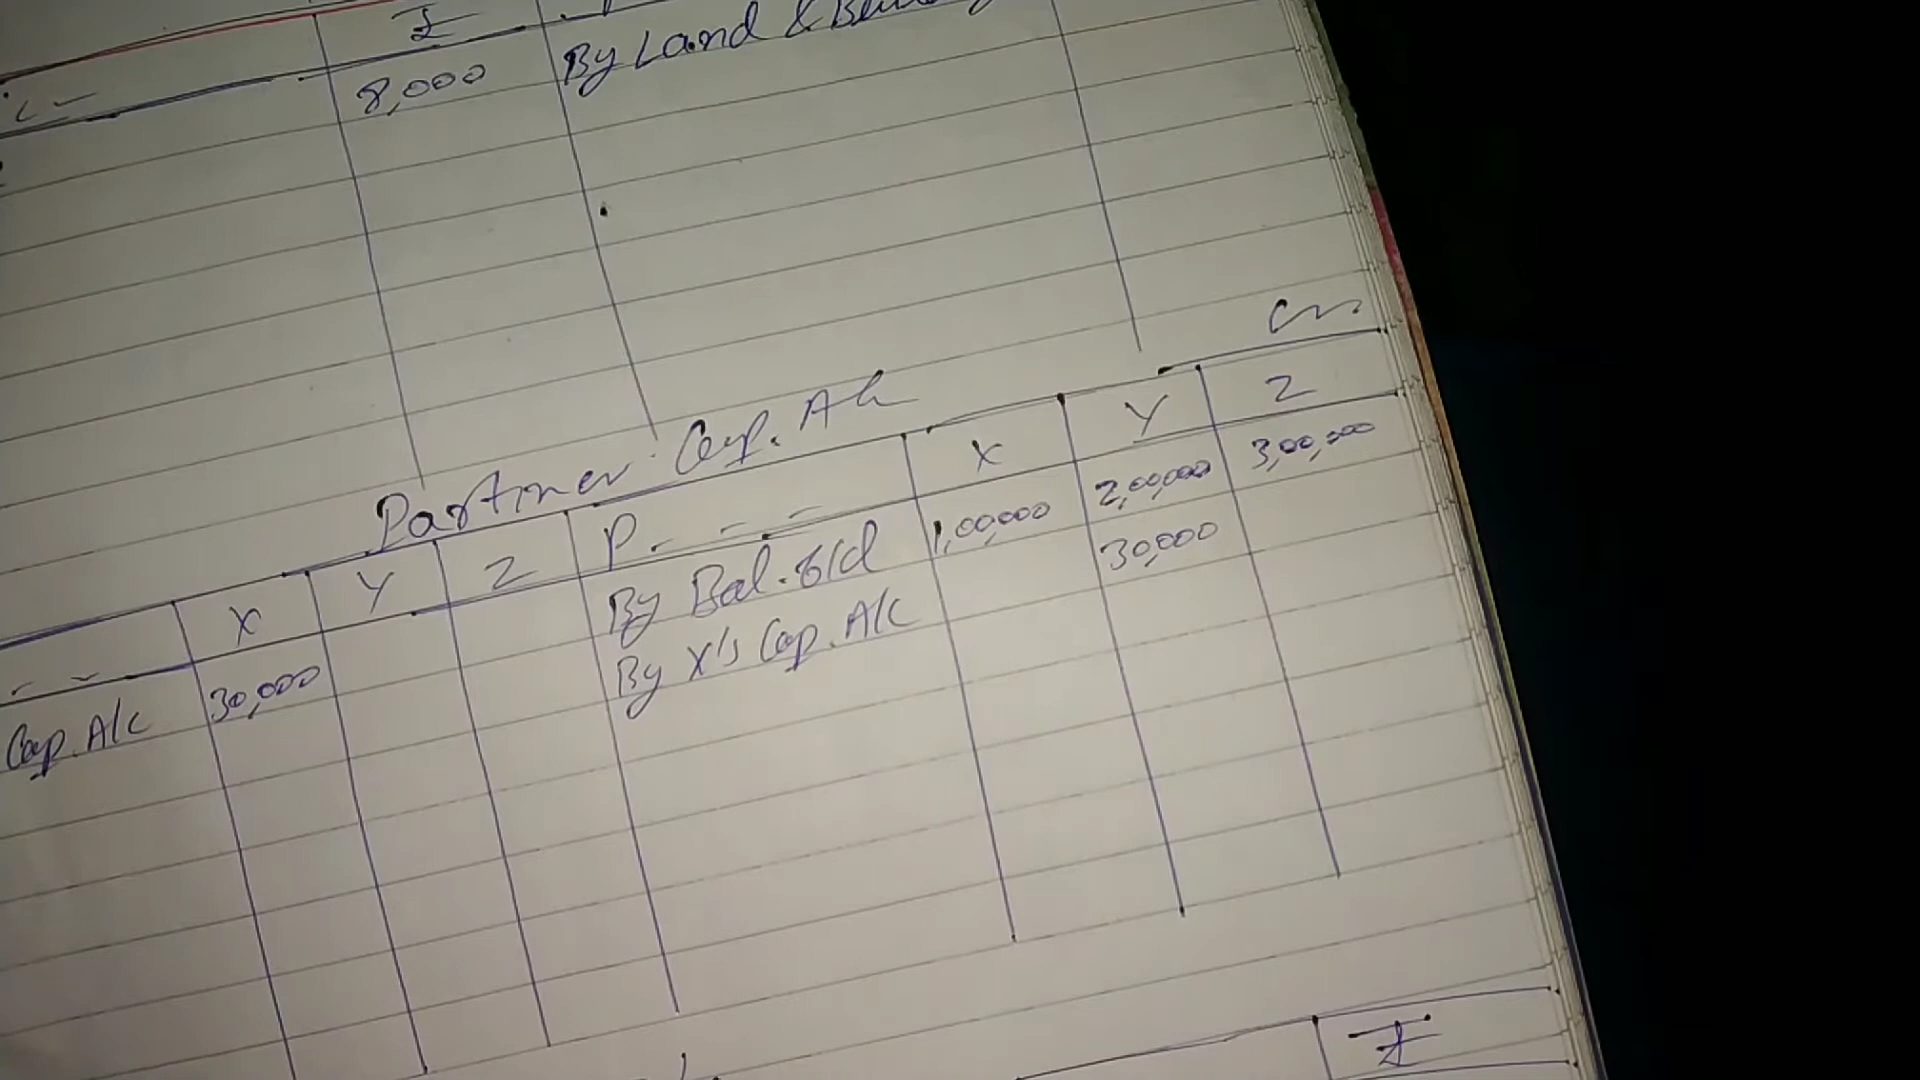 ₹
8,000 By Land &
Partner Cap. A/c
Cr
X Y Z P. X Y Z
By Bal. b/d 1,00,000 2,00,000 3,00,000
Cap. A/c 30,000 By X's Cap. A/c 30,000
₹